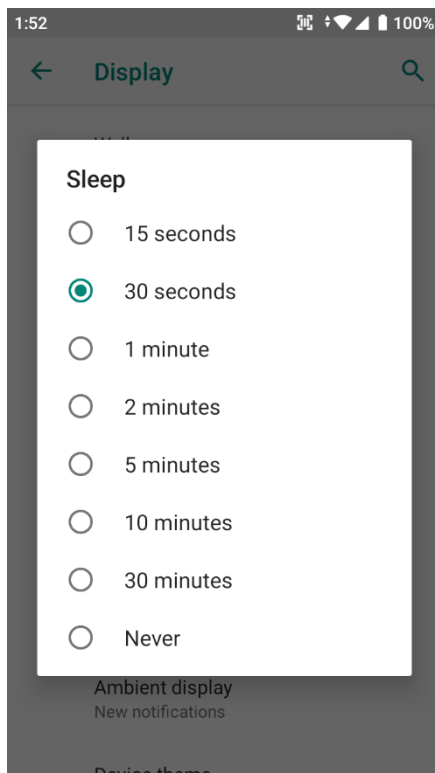 1:52
100%
Display
Sleep
15 seconds
30 seconds
1 minute
2 minutes
5 minutes
10 minutes
30 minutes
Never
Ambient display
New notifications